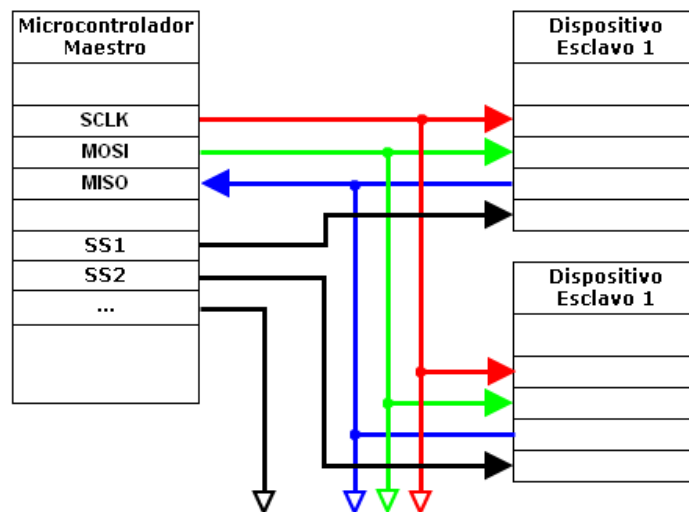 Microcontrolador
Maestro
SCLK
MOSI
MISO
SS1
SS2
...
Dispositivo
Esclavo 1
Dispositivo
Esclavo 1